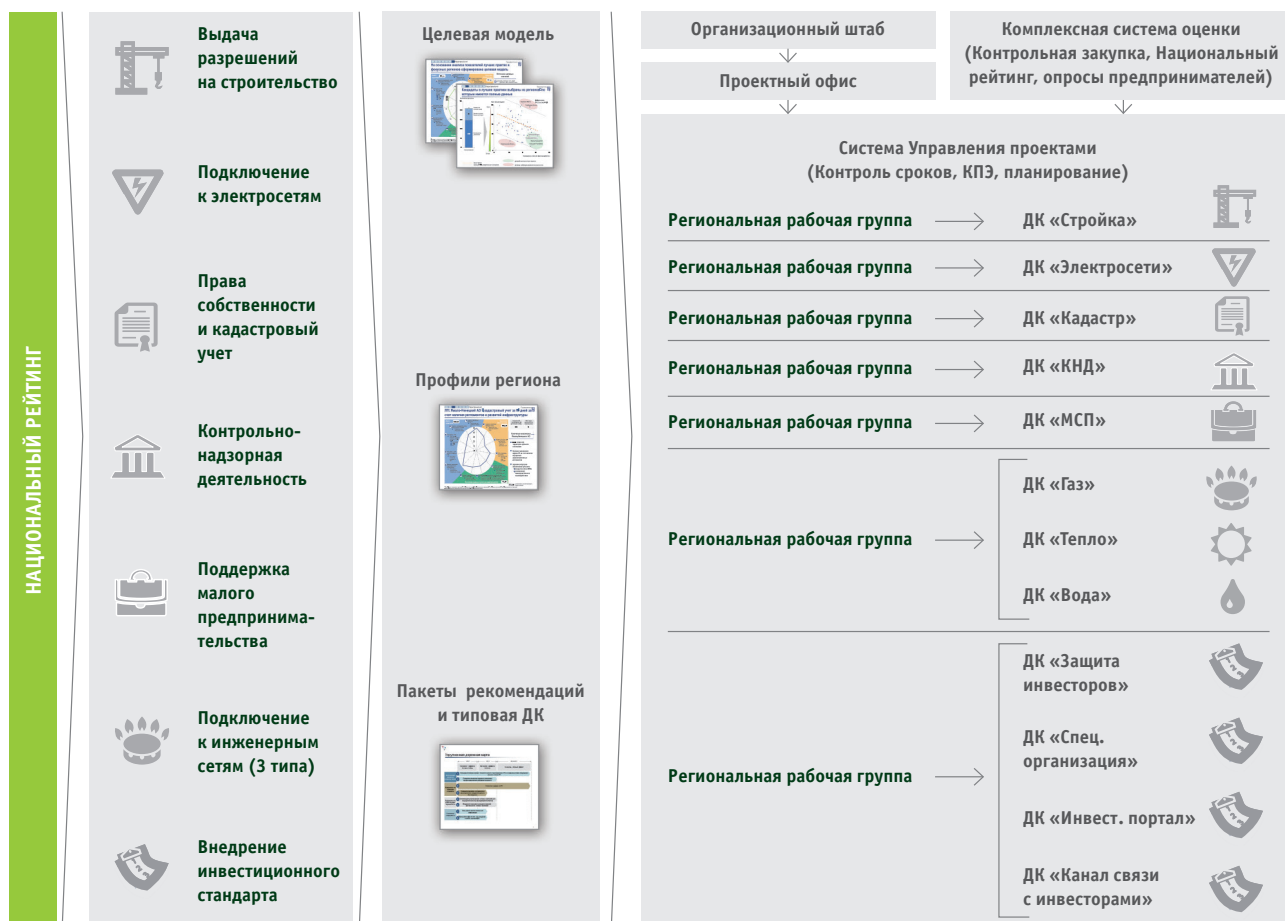 НАЦИОНАЛЬНЫЙ РЕЙТИНГ
Выдача
разрешений
на строительство
Подключение
к электросетям
Права
собственности
и кадастровый
учет
Контрольно-
надзорная
деятельность
Поддержка
малого
предпринима-
тельства
Подключение
к инженерным
сетям (3 типа)
Внедрение
инвестиционного
стандарта
Целевая модель
Профили региона
Пакеты рекомендаций
и типовая ДК
Организационный штаб
Проектный офис
Комплексная система оценки
(Контрольная закупка, Национальный
рейтинг, опросы предпринимателей)
Система Управления проектами
(Контроль сроков, КПЭ, планирование)
Региональная рабочая группа
ДК «Стройка»
Региональная рабочая группа
ДК «Электросети»
Региональная рабочая группа
ДК «Кадастр»
Региональная рабочая группа
ДК «КНД»
Региональная рабочая группа
ДК «МСП»
Региональная рабочая группа
ДК «Газ»
ДК «Тепло»
ДК «Вода»
Региональная рабочая группа
ДК «Защита
инвесторов»
ДК «Спец.
организация»
ДК «Инвест. портал»
ДК «Канал связи
с инвесторами»